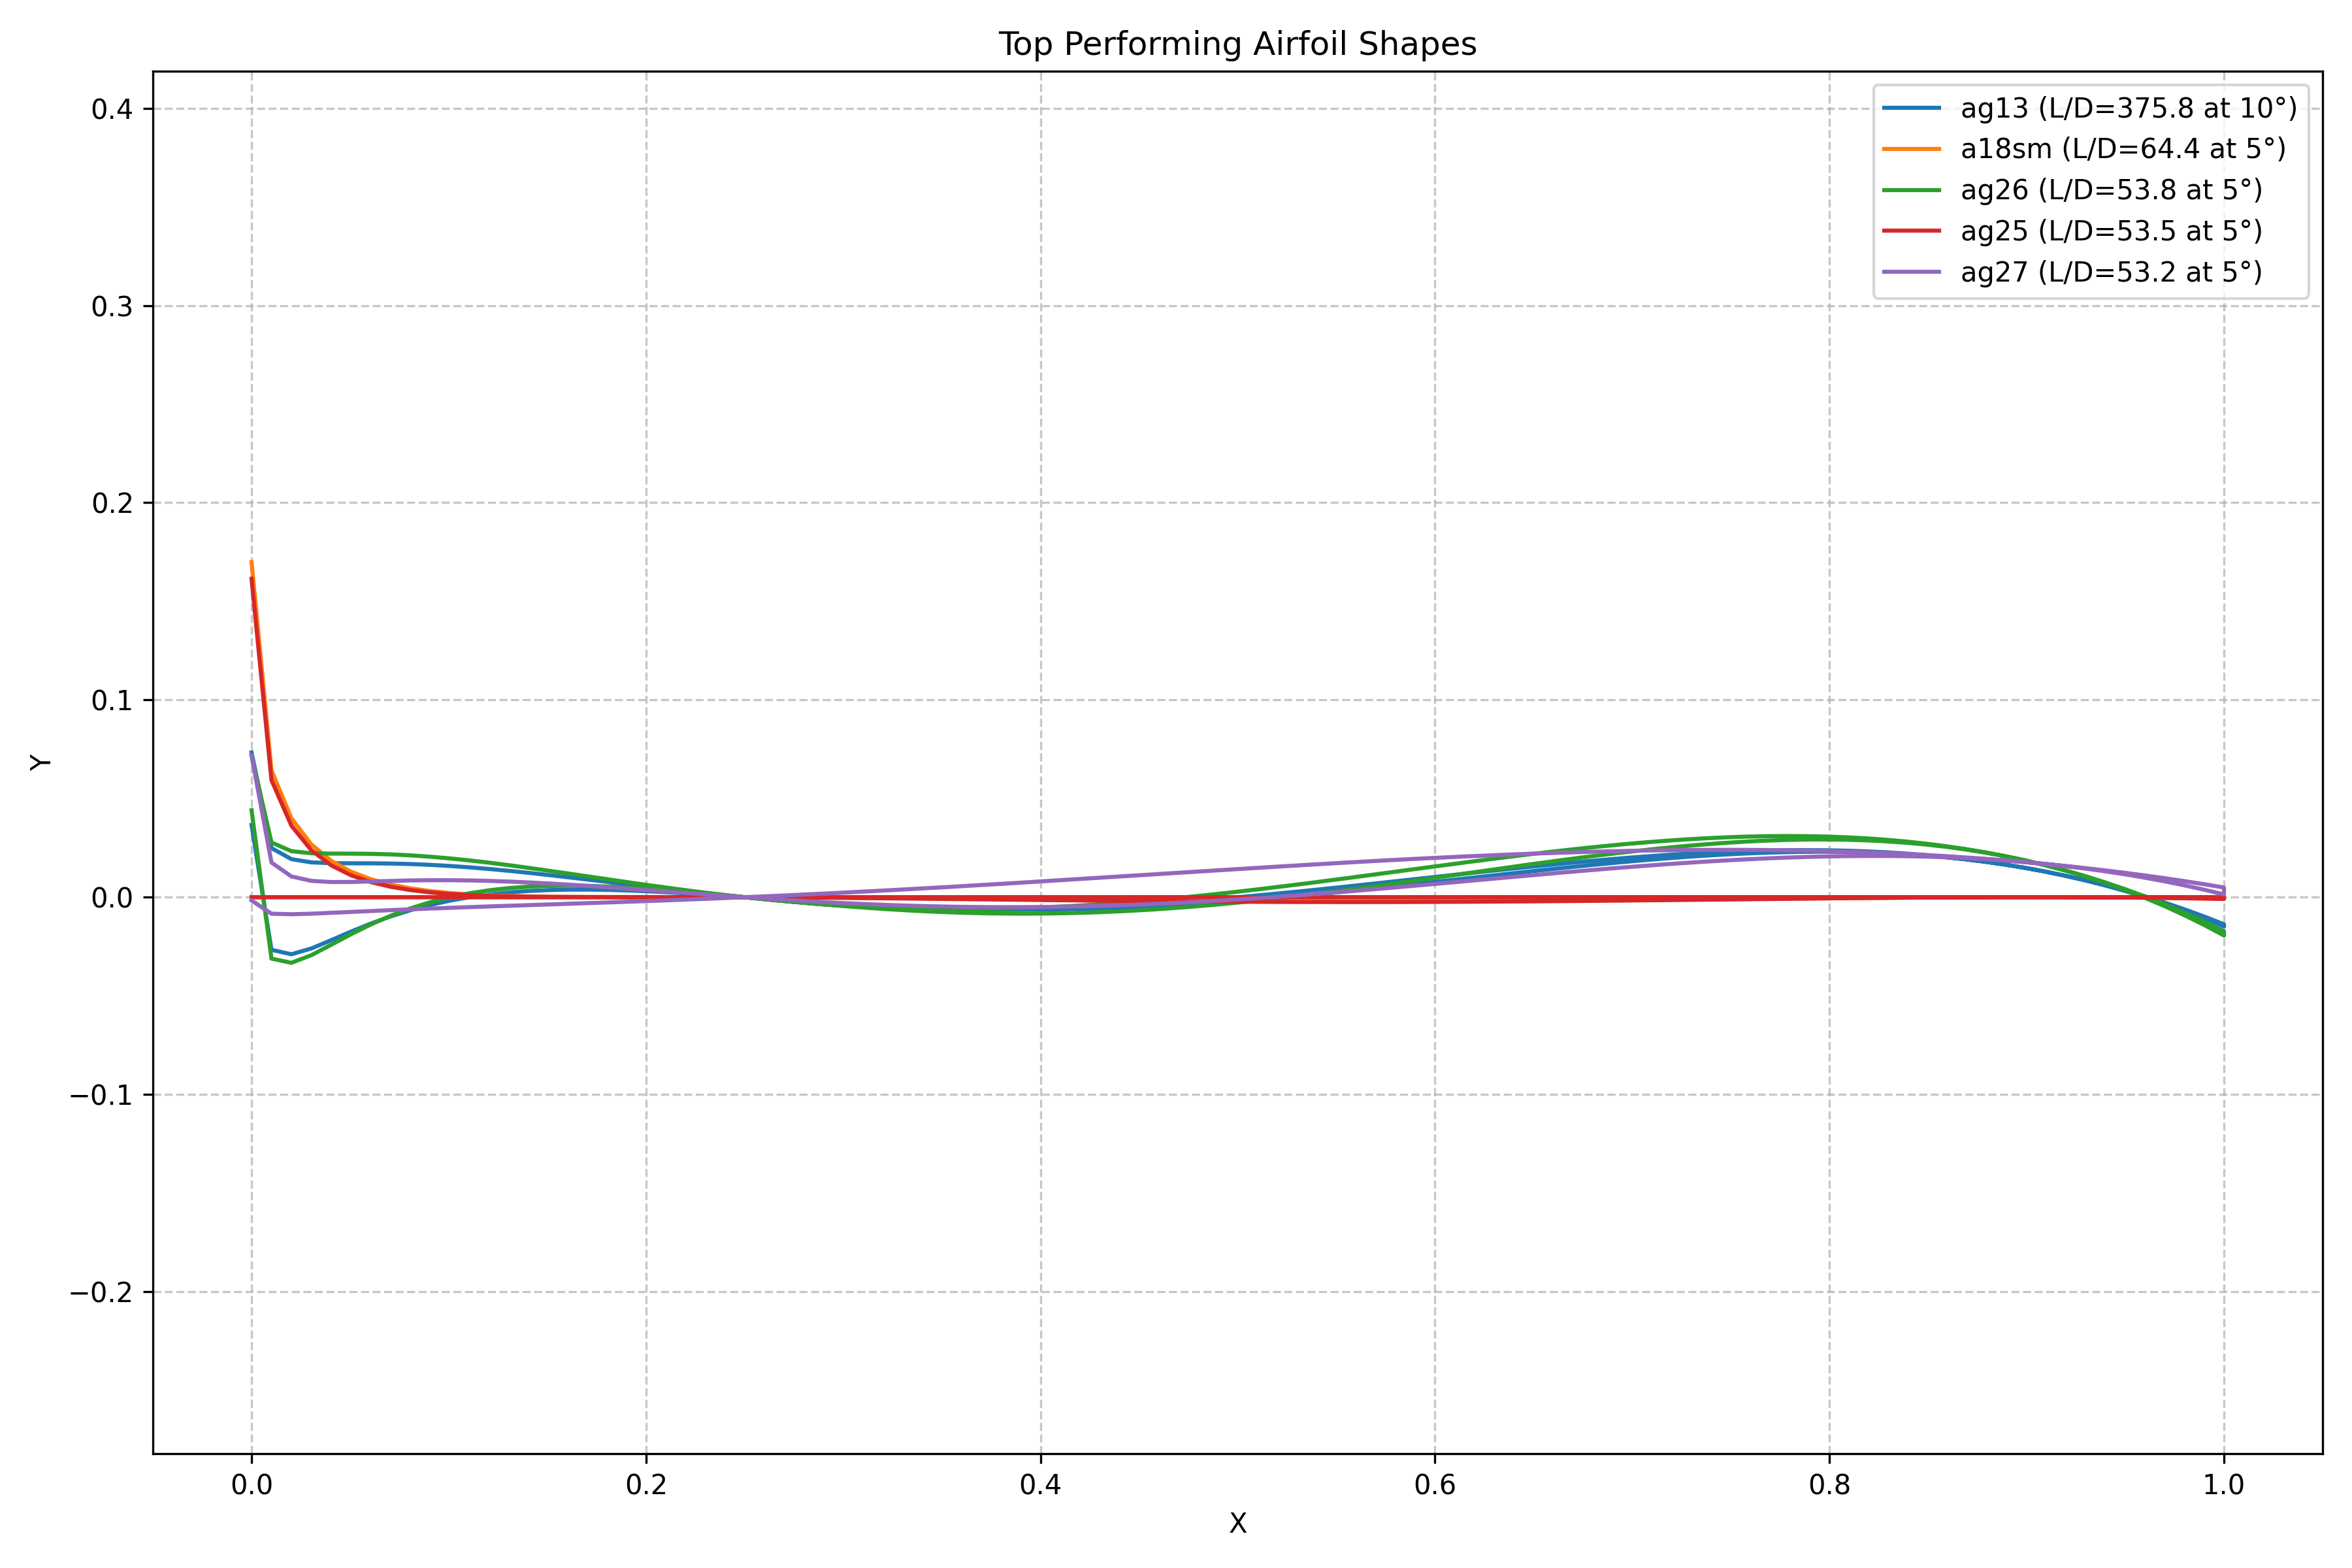 Top Performing Airfoil Shapes
ag13 (L/D=375.8 at 10°)
a18sm (L/D=64.4 at 5°)
ag26 (L/D=53.8 at 5°)
ag25 (L/D=53.5 at 5°)
ag27 (L/D=53.2 at 5°)
Y
0.4
0.3
0.2
0.1
0.0
−0.1
−0.2
0.0 0.2 0.4 0.6 0.8 1.0
X